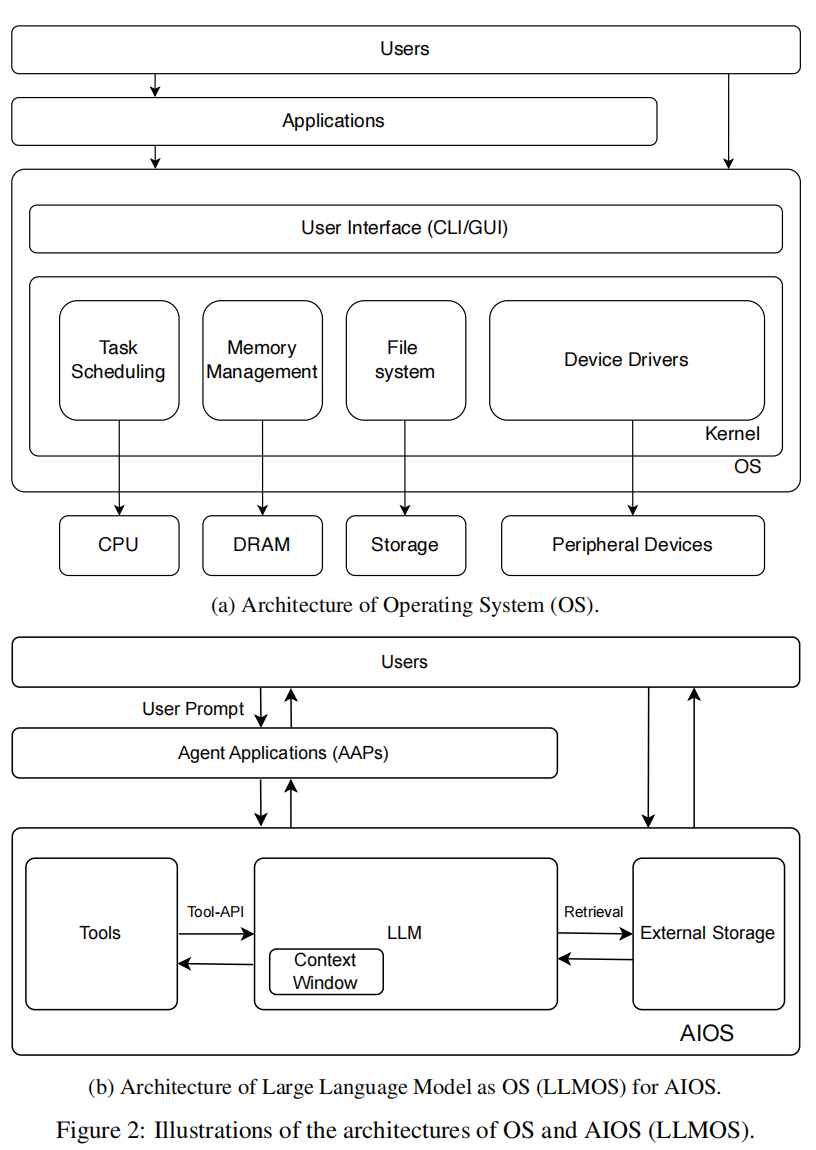 Users
Applications
User Interface (CLI/GUI)
Task
Scheduling
Memory
Management
File
system
Device Drivers
Kernel
OS
CPU
DRAM
Storage
Peripheral Devices
(a) Architecture of Operating System (OS).
Users
User Prompt
Agent Applications (AAPs)
Tools
Tool-API
LLM
Context
Window
Retrieval
External Storage
AIOS
(b) Architecture of Large Language Model as OS (LLMOS) for AIOS.
Figure 2: Illustrations of the architectures of OS and AIOS (LLMOS).